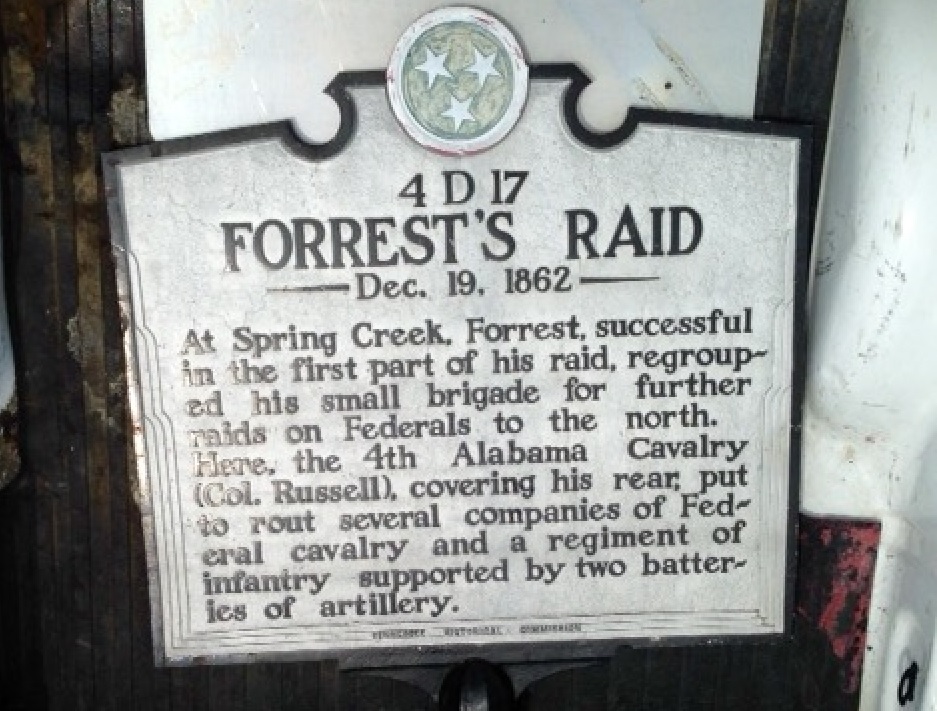 4 D 17
FORREST'S RAID
Dec. 19, 1862
At Spring Creek, Forrest, successful
in the first part of his raid, regroup-
ed his small brigade for further
raids on Federals to the north.
Here, the 4th Alabama Cavalry
(Col. Russell), covering his rear, put
to rout several companies of Fed-
eral cavalry and a regiment of
infantry supported by two batter-
ies of artillery.
TENNESSEE HISTORICAL COMMISSION
a